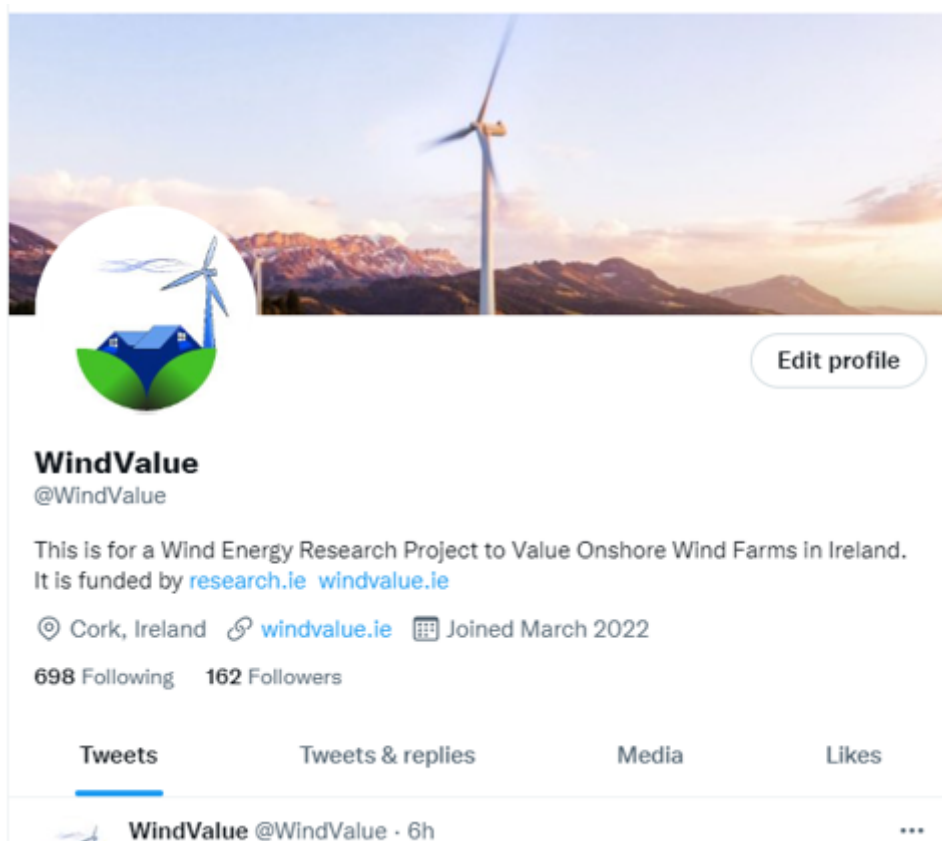 Edit profile
WindValue
@WindValue
This is for a Wind Energy Research Project to Value Onshore Wind Farms in Ireland.
It is funded by research.ie windvalue.ie
Cork, Ireland windvalue.ie Joined March 2022
698 Following 162 Followers
Tweets Tweets & replies Media Likes
WindValue @WindValue · 6h